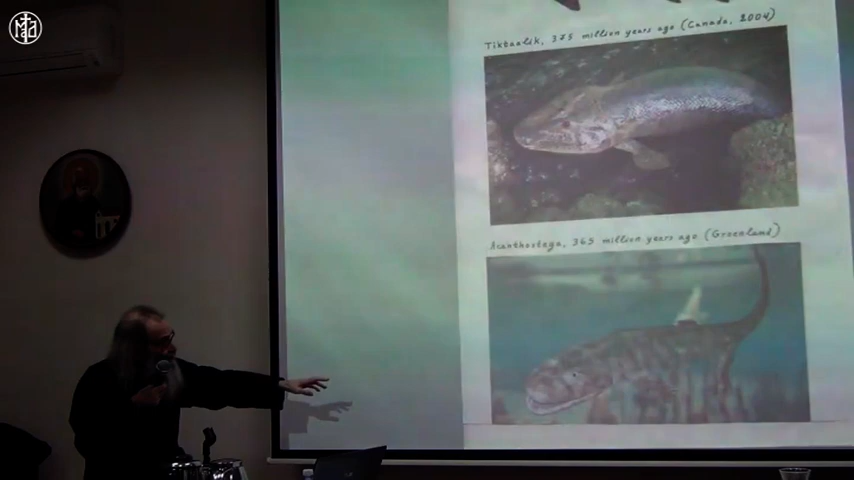 Tiktaalik, 375 million years ago (Canada, 2004)
Acanthostega, 365 million years ago (Greenland)